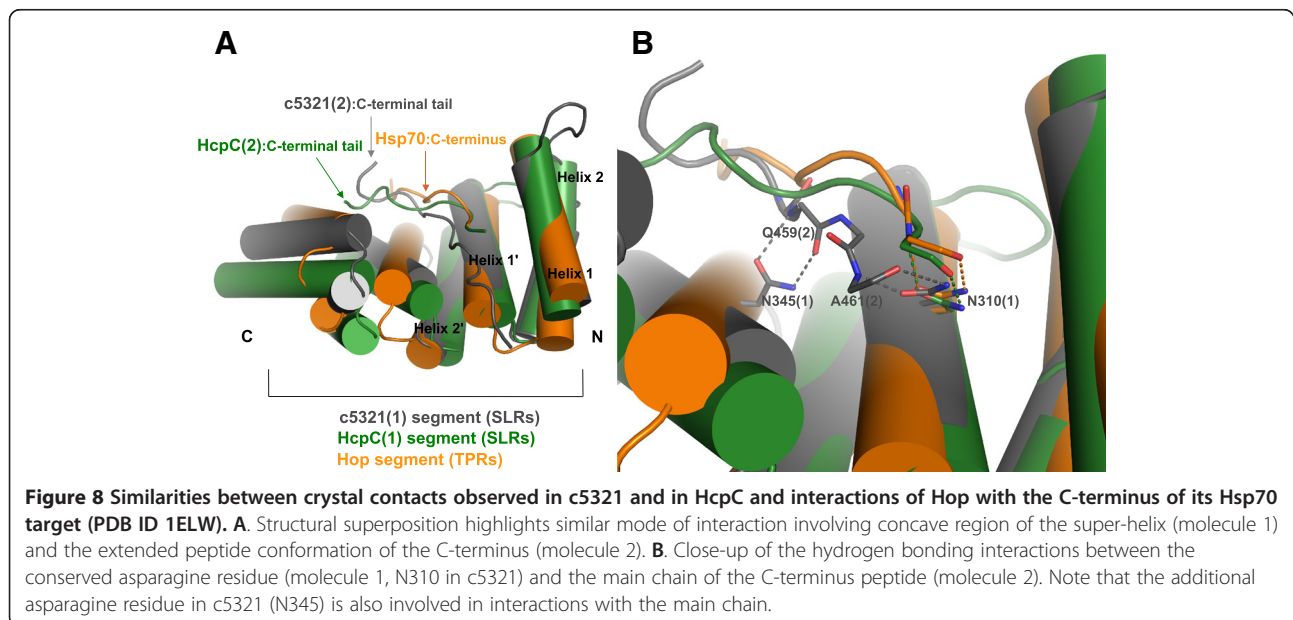 A
B
c5321(2):C-terminal tail
Hsp70:C-terminus
HcpC(2):C-terminal tail
Helix 2
Helix 1'
Helix 1
Helix 2'
C
N
Q459(2)
N345(1)
A461(2)
N310(1)
c5321(1) segment (SLRs)
HcpC(1) segment (SLRs)
Hop segment (TPRs)
Figure 8 Similarities between crystal contacts observed in c5321 and in HcpC and interactions of Hop with the C-terminus of its Hsp70
target (PDB ID 1ELW). A. Structural superposition highlights similar mode of interaction involving concave region of the super-helix (molecule 1)
and the extended peptide conformation of the C-terminus (molecule 2). B. Close-up of the hydrogen bonding interactions between the
conserved asparagine residue (molecule 1, N310 in c5321) and the main chain of the C-terminus peptide (molecule 2). Note that the additional
asparagine residue in c5321 (N345) is also involved in interactions with the main chain.